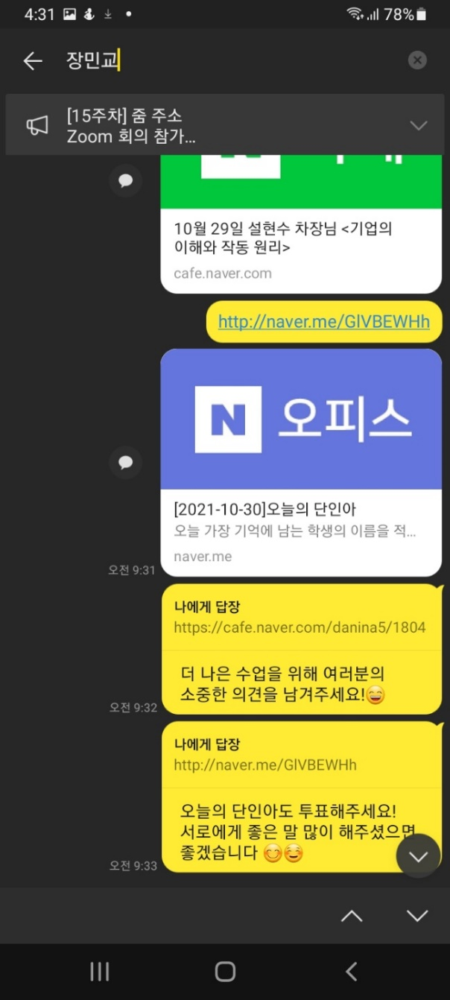 4:31
78%
장민교
[15주차] 줌 주소
Zoom 회의 참가...
10월 29일 설현수 차장님 <기업의
이해와 작동 원리>
cafe.naver.com
http://naver.me/GlVBEWHh
N 오피스
[2021-10-30]오늘의 단인아
오늘 가장 기억에 남는 학생의 이름을 적...
naver.me
오전 9:31
나에게 답장
https://cafe.naver.com/danina5/1804
더 나은 수업을 위해 여러분의
소중한 의견을 남겨주세요!😄
오전 9:32
나에게 답장
http://naver.me/GlVBEWHh
오늘의 단인아도 투표해주세요!
서로에게 좋은 말 많이 해주셨으면
좋겠습니다 😊☺️
오전 9:33